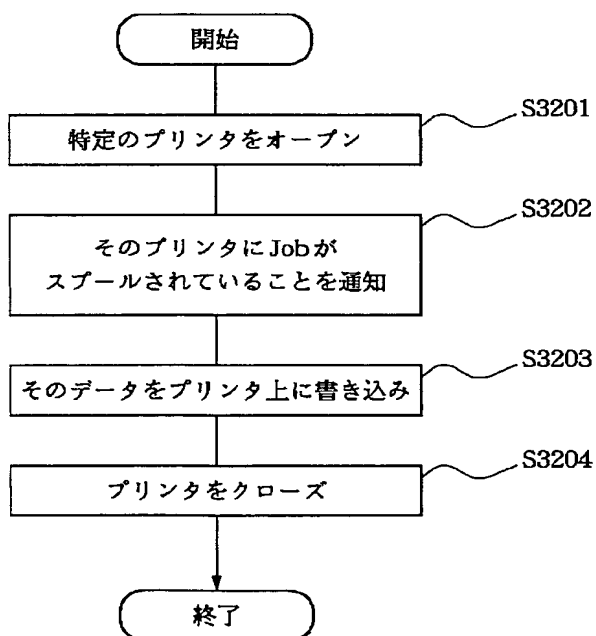 開始
S3201
特定のプリンタをオープン
S3202
そのプリンタにJobが
スプールされていることを通知
S3203
そのデータをプリンタ上に書き込み
S3204
プリンタをクローズ
終了